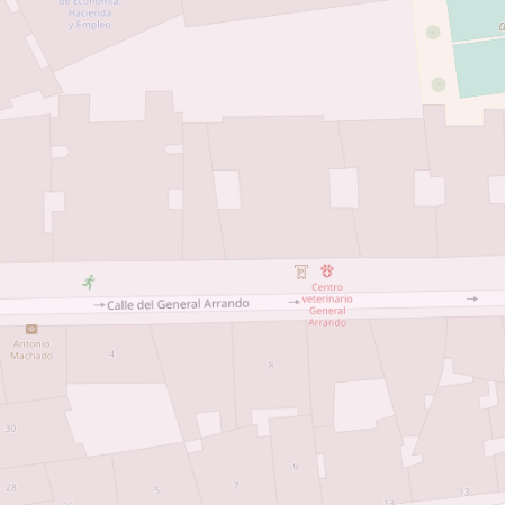 de Economía,
Hacienda
y Empleo
P
Centro
veterinario
General
Arrando
Calle del General Arrando
Antonio
Machado
4
8
30
9
28
5
7
13
13